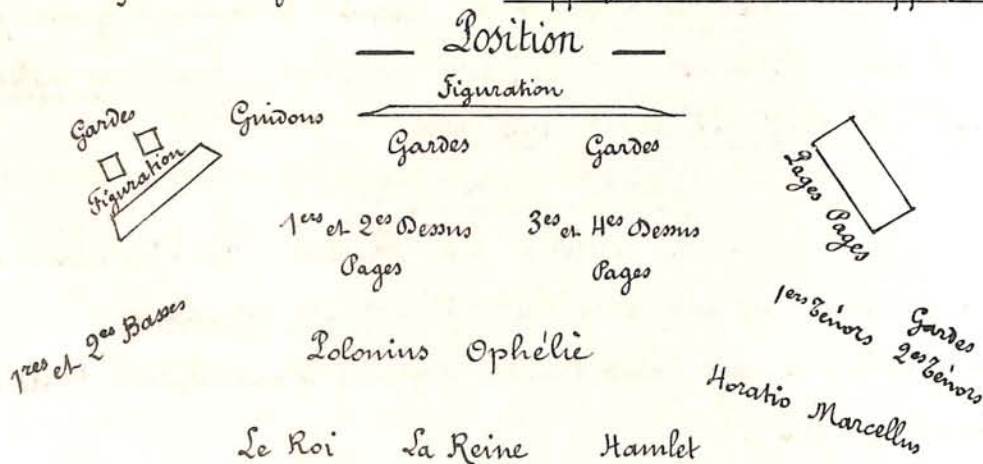 Position
Figuration
Gardes
Guidons
Figuration
Gardes Gardes
Pages Pages
Pages
1ers et 2es Dessus 3es et 4es Dessus
Pages Pages
1res et 2es Basses
1ers Ténors
Gardes
2es Ténors
Polonius Ophélie
Horatio Marcellus
Le Roi La Reine Hamlet